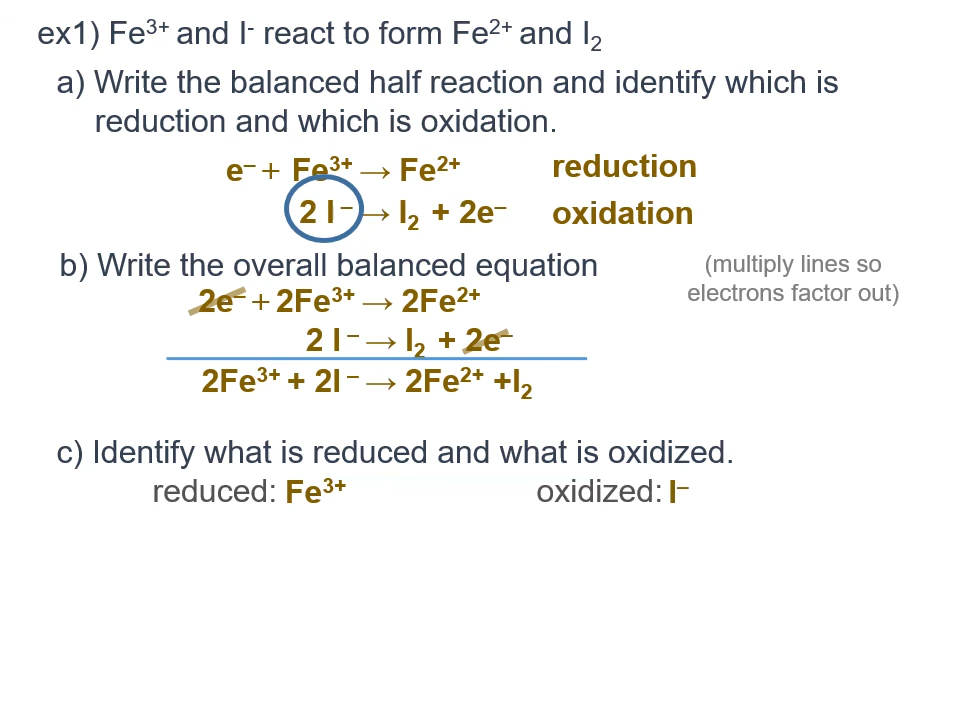 ex1) Fe³⁺ and I⁻ react to form Fe²⁺ and I₂
a) Write the balanced half reaction and identify which is
reduction and which is oxidation.
e⁻ + Fe³⁺ → Fe²⁺ reduction
2 I⁻ → I₂ + 2e⁻ oxidation
b) Write the overall balanced equation
(multiply lines so
electrons factor out)
2e⁻ + 2Fe³⁺ → 2Fe²⁺
2 I⁻ → I₂ + 2e⁻
2Fe³⁺ + 2I⁻ → 2Fe²⁺ +I₂
c) Identify what is reduced and what is oxidized.
reduced: Fe³⁺ oxidized: I⁻